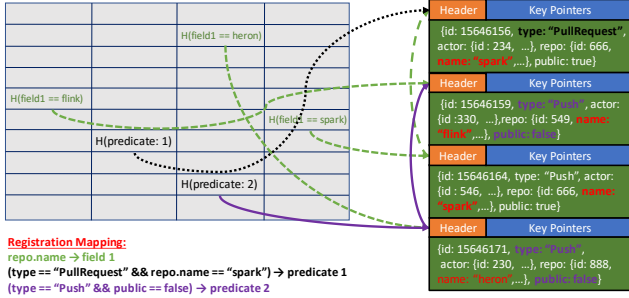 H(field1 == heron)
H(field1 == flink)
H(field1 == spark)
H(predicate: 1)
H(predicate: 2)
Registration Mapping:
repo.name → field 1
(type == “PullRequest” && repo.name == “spark”) → predicate 1
(type == “Push” && public == false) → predicate 2
Header Key Pointers
{id: 15646156, type: “PullRequest”,
actor: {id : 234, …}, repo: {id: 666,
name: “spark”,…}, public: true}
Header Key Pointers
{id: 15646159, type: “Push”, actor:
{id :330, …},repo: {id: 549, name:
“flink”,…}, public: false}
Header Key Pointers
{id: 15646164, type: “Push”, actor:
{id : 546, …}, repo: {id: 666, name:
“spark”,…}, public: true}
Header Key Pointers
{id: 15646171, type: “Push”,
actor: {id : 230, …}, repo: {id: 888,
name: “heron”,…}, public: false}